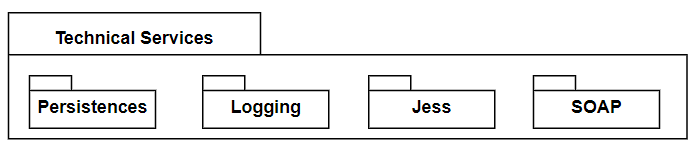 Technical Services
Persistences Logging Jess SOAP